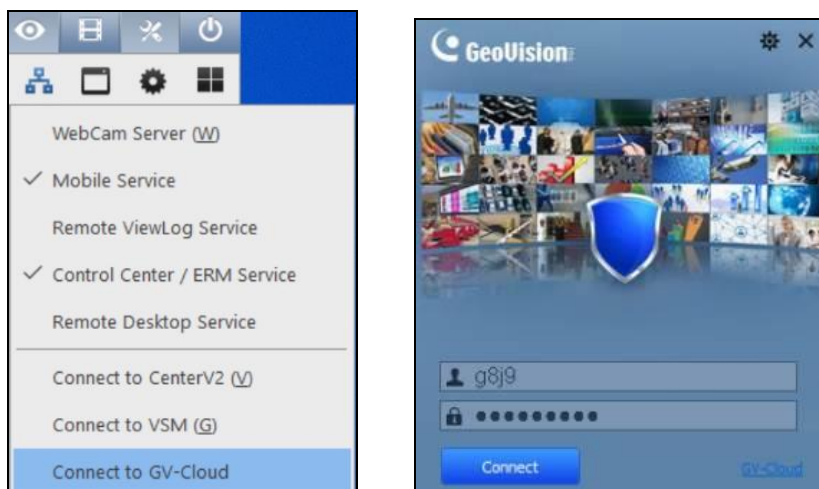 WebCam Server (W)
Mobile Service
Remote ViewLog Service
Control Center / ERM Service
Remote Desktop Service
Connect to CenterV2 (V)
Connect to VSM (G)
Connect to GV-Cloud
GeoVision
g8j9
Connect
GV-Cloud